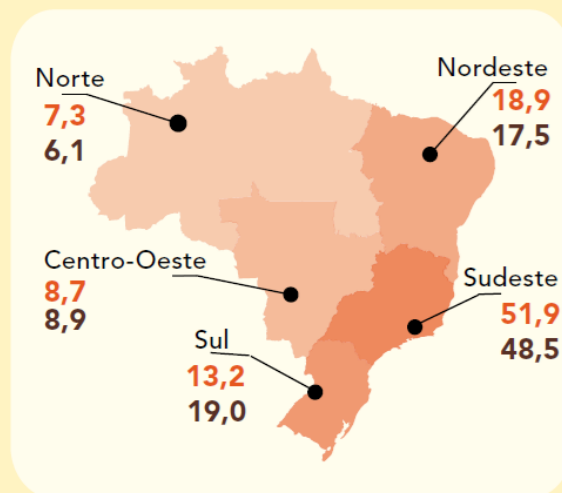 Norte
7,3
6,1
Nordeste
18,9
17,5
Centro-Oeste
8,7
8,9
Sudeste
51,9
48,5
Sul
13,2
19,0